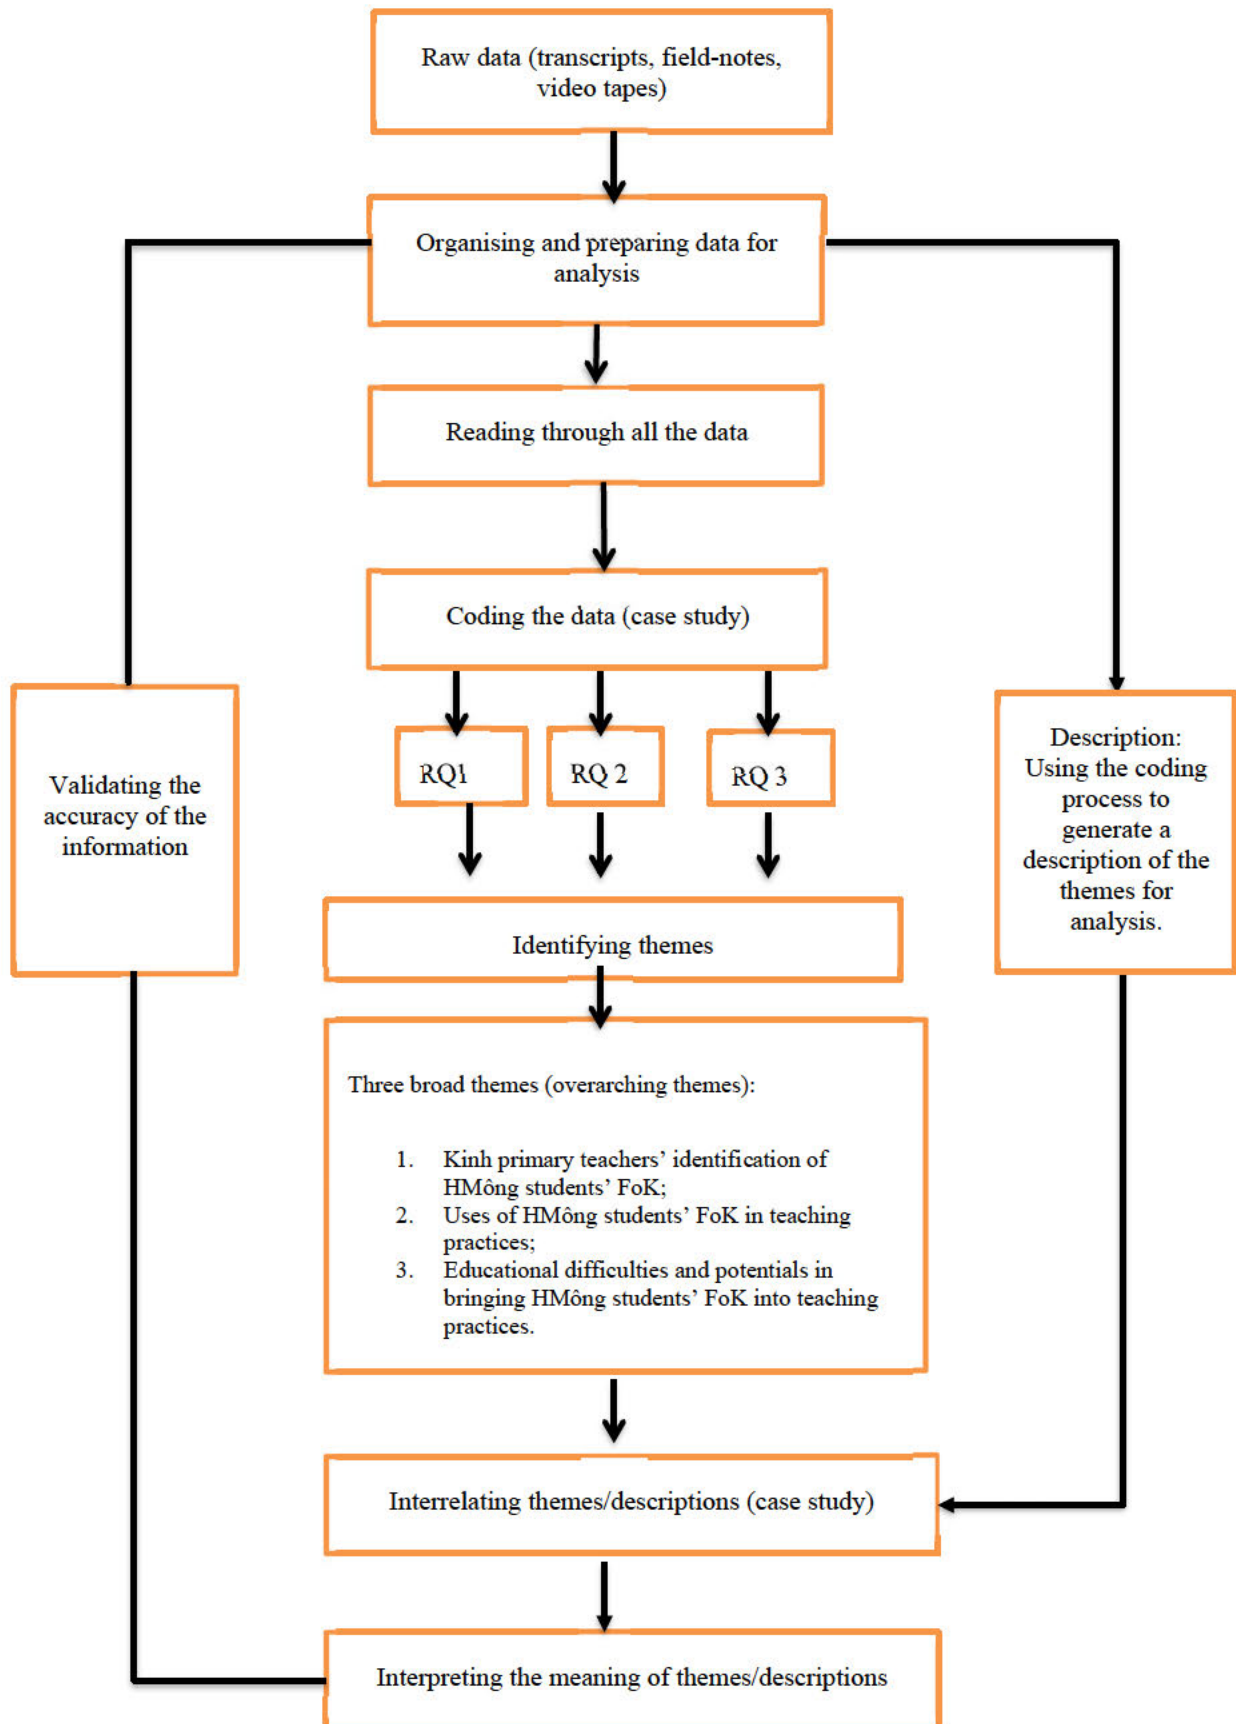 Raw data (transcripts, field-notes,
video tapes)
Organising and preparing data for
analysis
Reading through all the data
Coding the data (case study)
RQ1
RQ 2
RQ 3
Validating the
accuracy of the
information
Description:
Using the coding
process to
generate a
description of the
themes for
analysis.
Identifying themes
Three broad themes (overarching themes):
1. Kinh primary teachers’ identification of
HMông students’ FoK;
2. Uses of HMông students’ FoK in teaching
practices;
3. Educational difficulties and potentials in
bringing HMông students’ FoK into teaching
practices.
Interrelating themes/descriptions (case study)
Interpreting the meaning of themes/descriptions